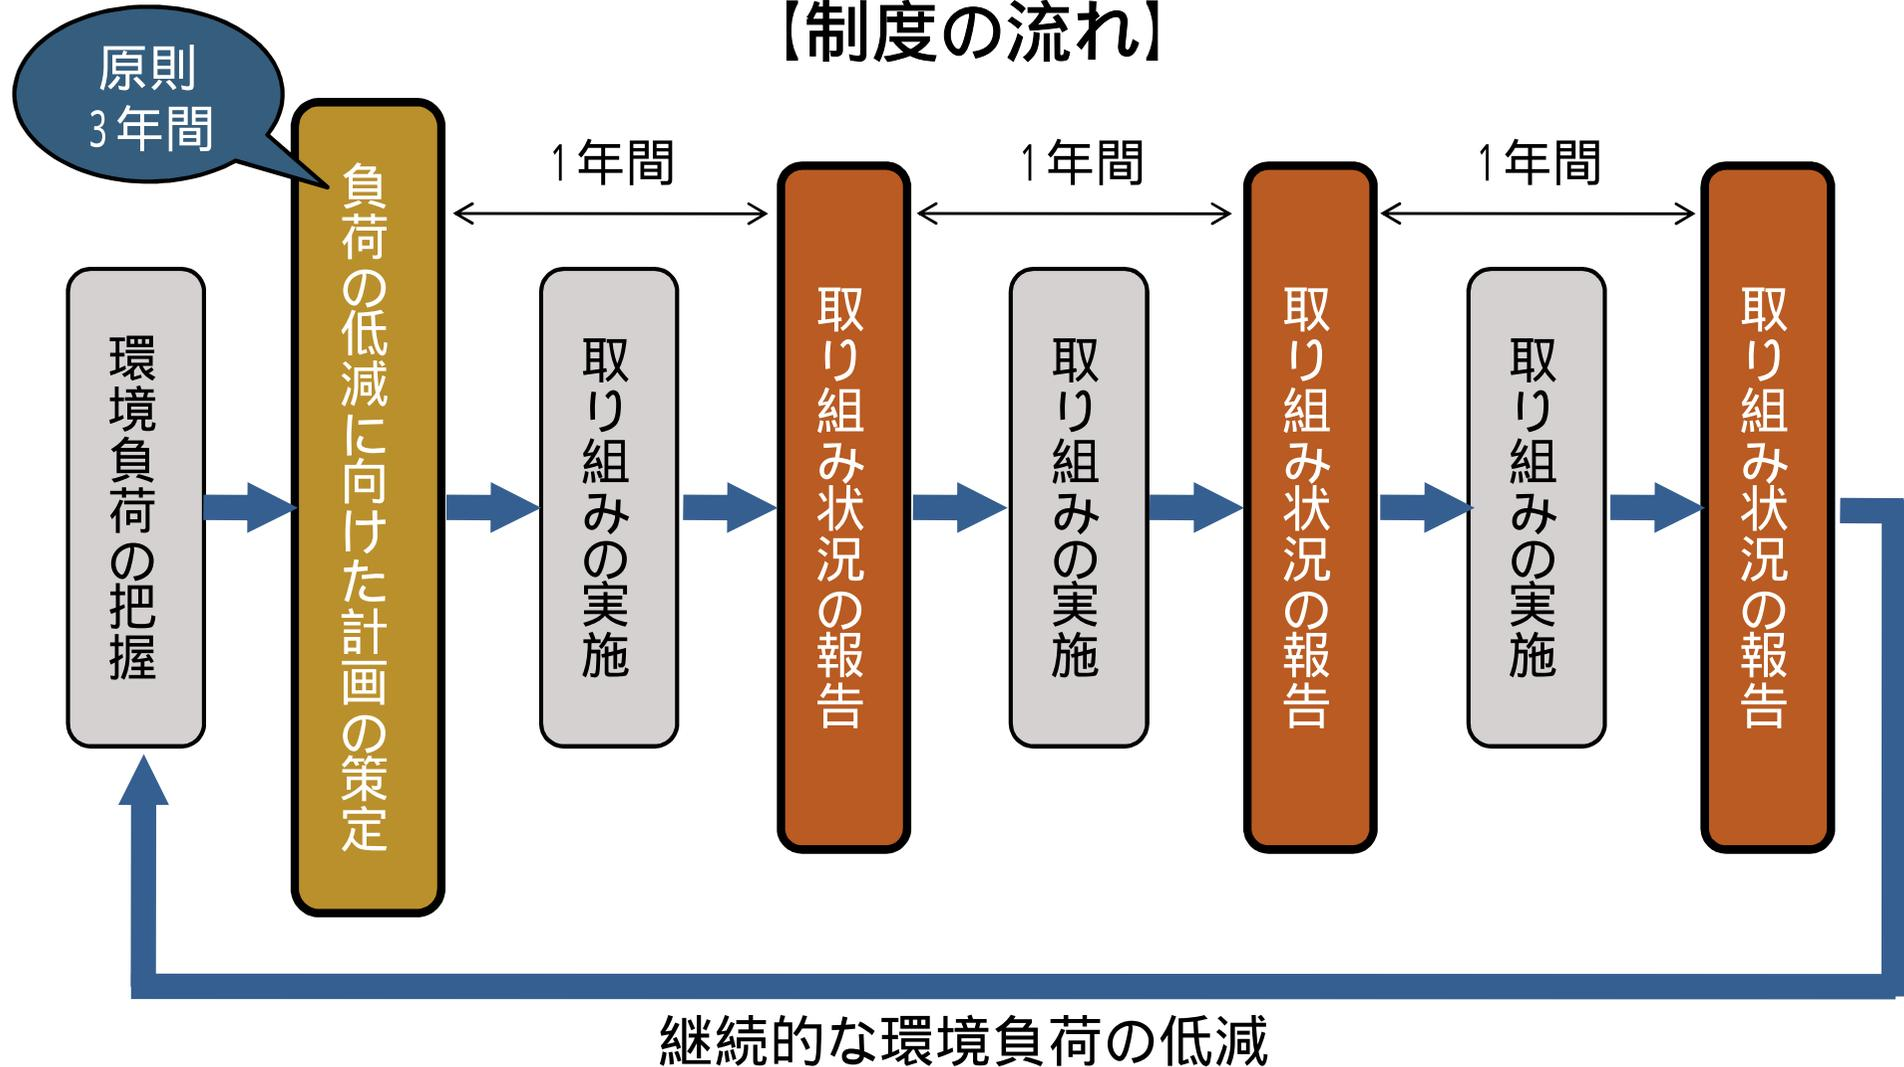 【制度の流れ】
原則
3年間
環境負荷の把握
負荷の低減に向けた計画の策定
1年間
取り組みの実施
取り組み状況の報告
1年間
取り組みの実施
取り組み状況の報告
1年間
取り組みの実施
取り組み状況の報告
継続的な環境負荷の低減